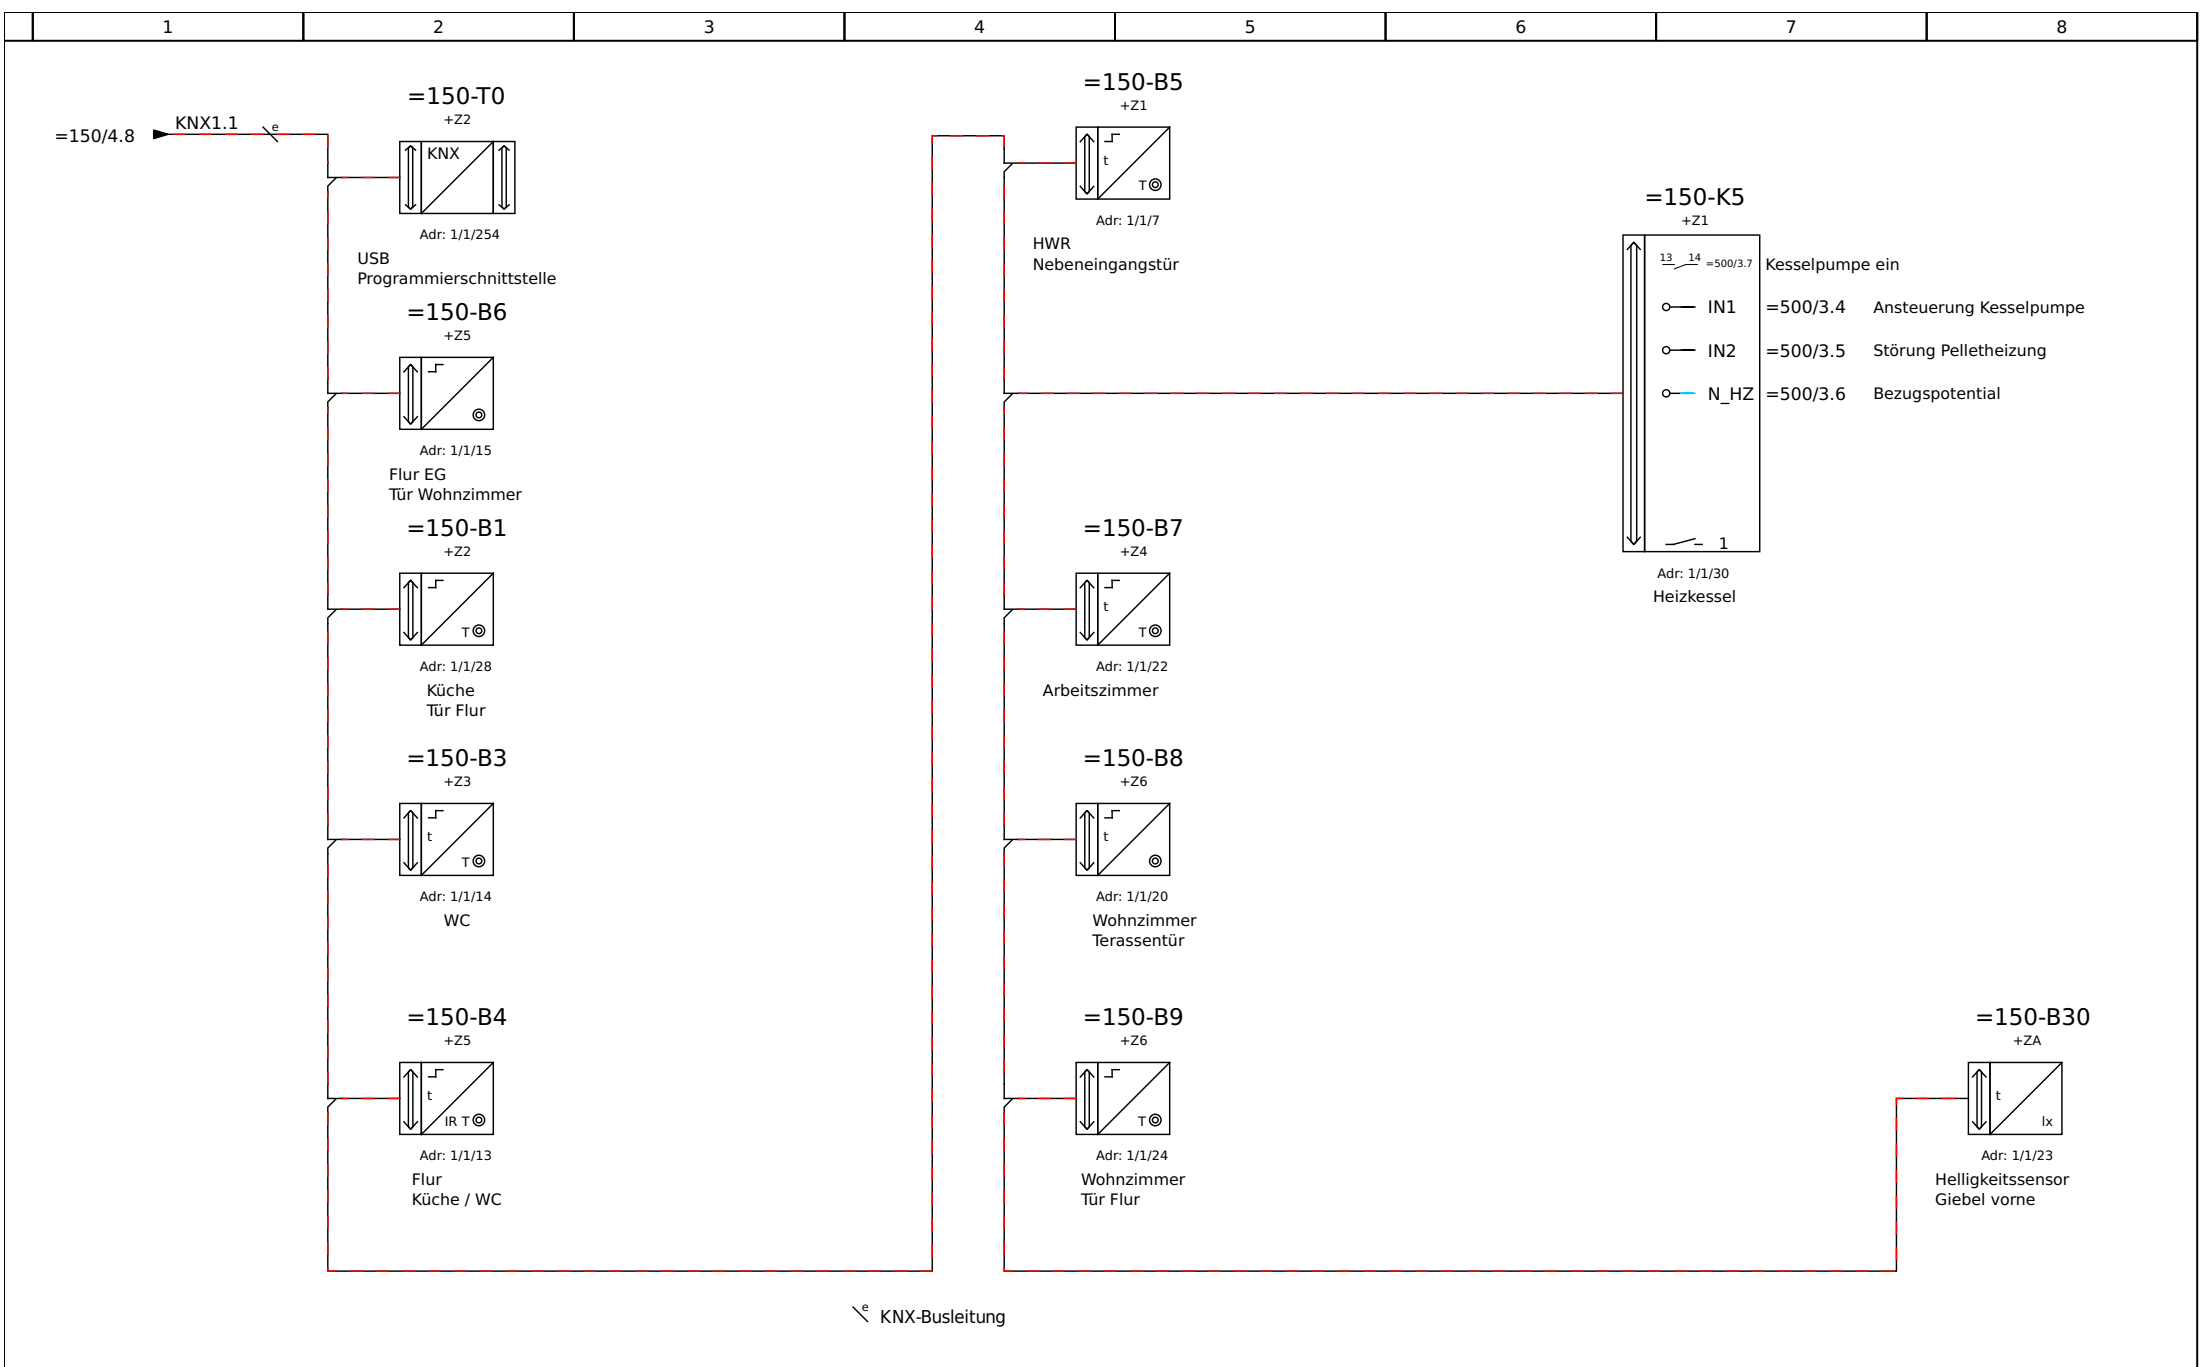 1 2 3 4 5 6 7 8
=150/4.8
KNX1.1
e
=150-T0
+Z2
KNX
Adr: 1/1/254
USB
Programmierschnittstelle
=150-B6
+Z5
Adr: 1/1/15
Flur EG
Tür Wohnzimmer
=150-B1
+Z2
T
Adr: 1/1/28
Küche
Tür Flur
=150-B3
+Z3
t
T
Adr: 1/1/14
WC
=150-B4
+Z5
t
IR T
Adr: 1/1/13
Flur
Küche / WC
=150-B5
+Z1
t
T
Adr: 1/1/7
HWR
Nebeneingangstür
=150-B7
+Z4
t
T
Adr: 1/1/22
Arbeitszimmer
=150-B8
+Z6
t
Adr: 1/1/20
Wohnzimmer
Terassentür
=150-B9
+Z6
T
Adr: 1/1/24
Wohnzimmer
Tür Flur
=150-K5
+Z1
13 14 =500/3.7 Kesselpumpe ein
IN1 =500/3.4 Ansteuerung Kesselpumpe
IN2 =500/3.5 Störung Pelletheizung
N_HZ =500/3.6 Bezugspotential
1
Adr: 1/1/30
Heizkessel
=150-B30
+ZA
t
lx
Adr: 1/1/23
Helligkeitssensor
Giebel vorne
e KNX-Busleitung